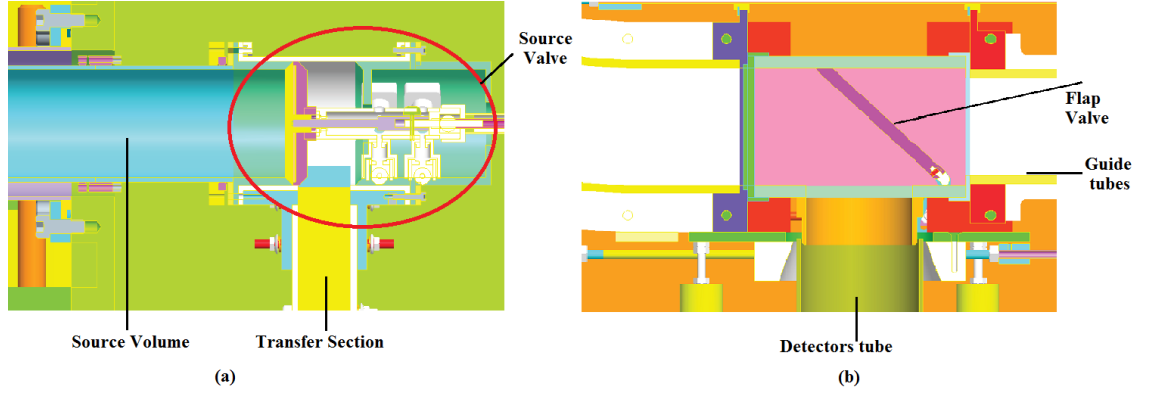 Source
Valve
Source Volume
Transfer Section
(a)
Flap
Valve
Guide
tubes
Detectors tube
(b)